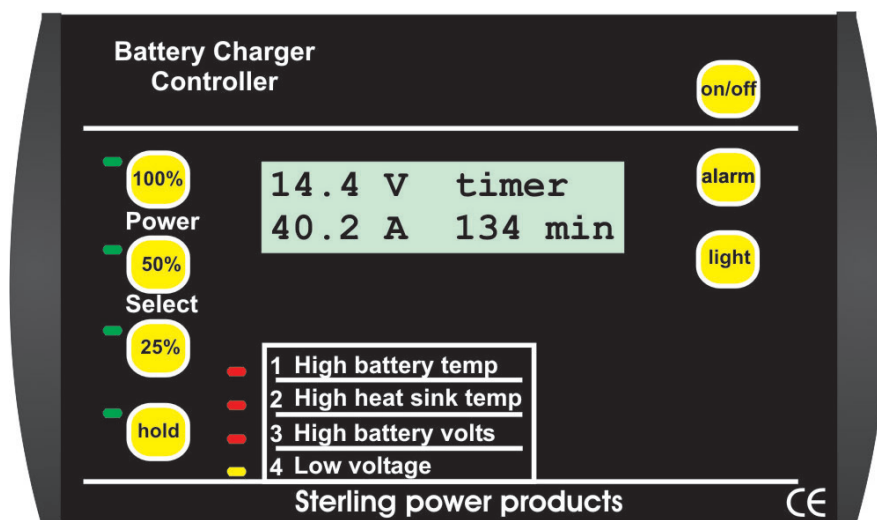 Battery Charger
Controller
on/off
100%
14.4 V timer
alarm
Power
40.2 A 134 min
50%
light
Select
25%
1 High battery temp
2 High heat sink temp
hold
3 High battery volts
4 Low voltage
Sterling power products
CE